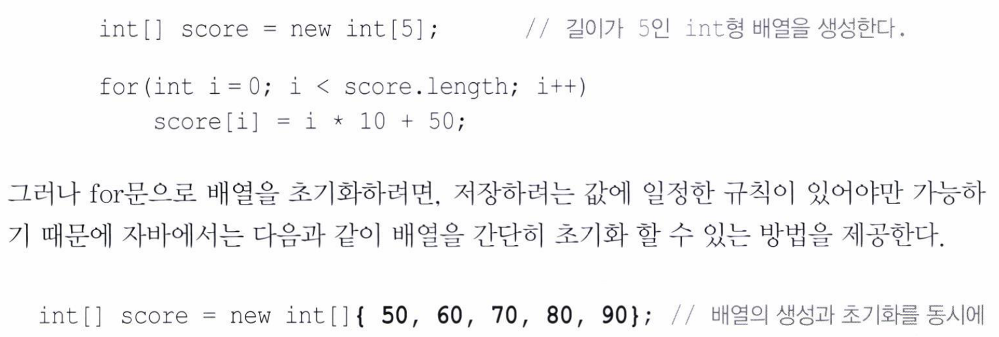 int[] score = new int[5]; // 길이가 5인 int형 배열을 생성한다.
for(int i=0; i < score.length; i++)
score[i] = i * 10 + 50;
그러나 for문으로 배열을 초기화하려면, 저장하려는 값에 일정한 규칙이 있어야만 가능하
기 때문에 자바에서는 다음과 같이 배열을 간단히 초기화 할 수 있는 방법을 제공한다.
int[] score = new int[]{ 50, 60, 70, 80, 90}; // 배열의 생성과 초기화를 동시에